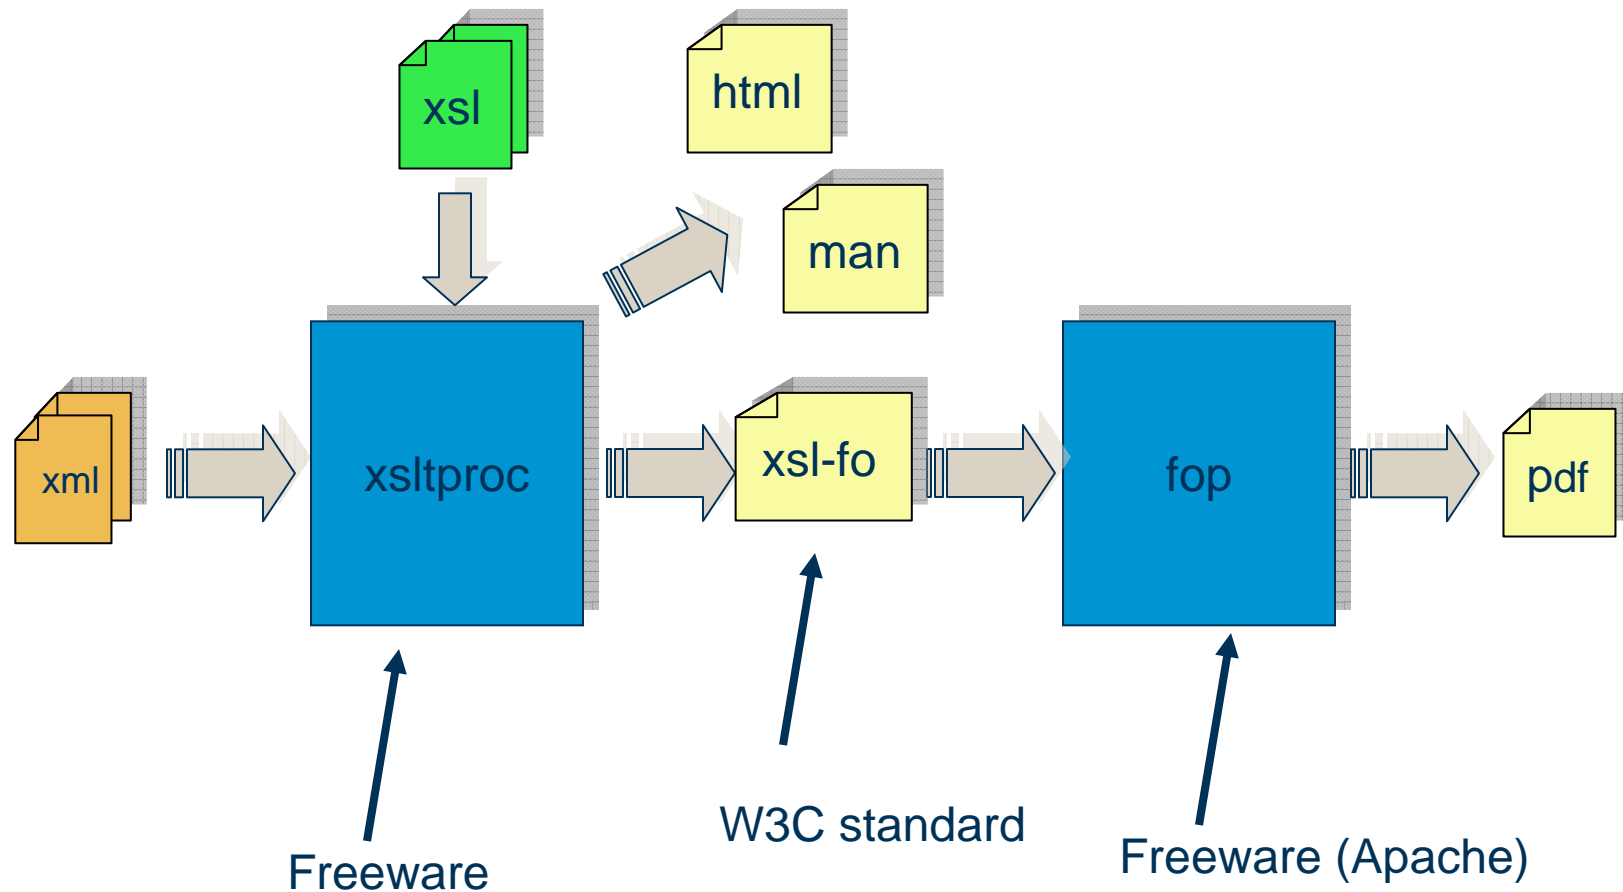 xsl
html
man
xml
xsltproc
xsl-fo
fop
pdf
W3C standard
Freeware
Freeware (Apache)